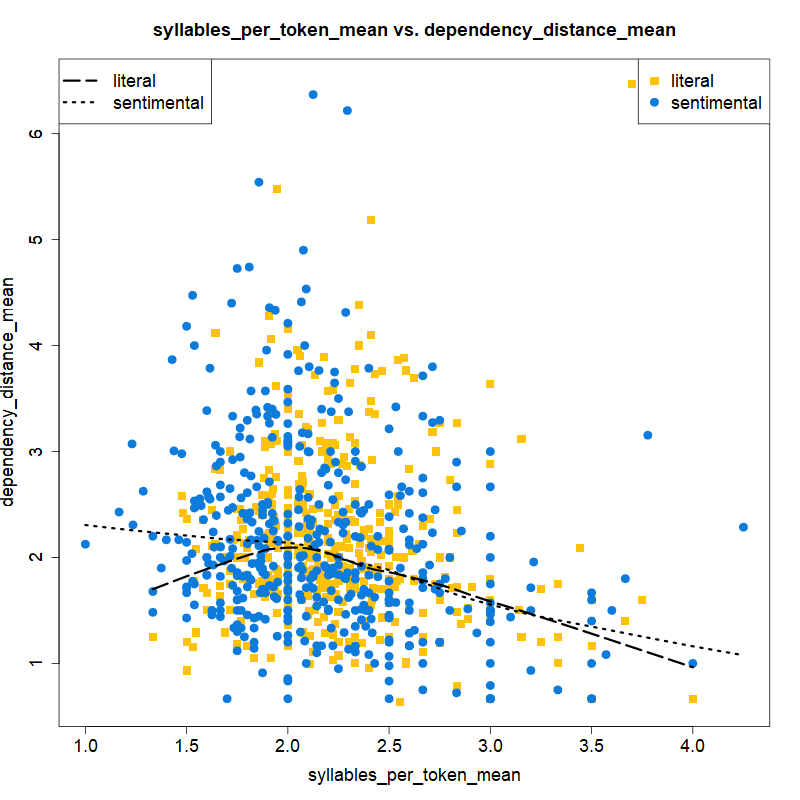 syllables_per_token_mean vs. dependency_distance_mean
literal
sentimental
literal
sentimental
dependency_distance_mean
6
5
4
3
2
1
1.0 1.5 2.0 2.5 3.0 3.5 4.0
syllables_per_token_mean